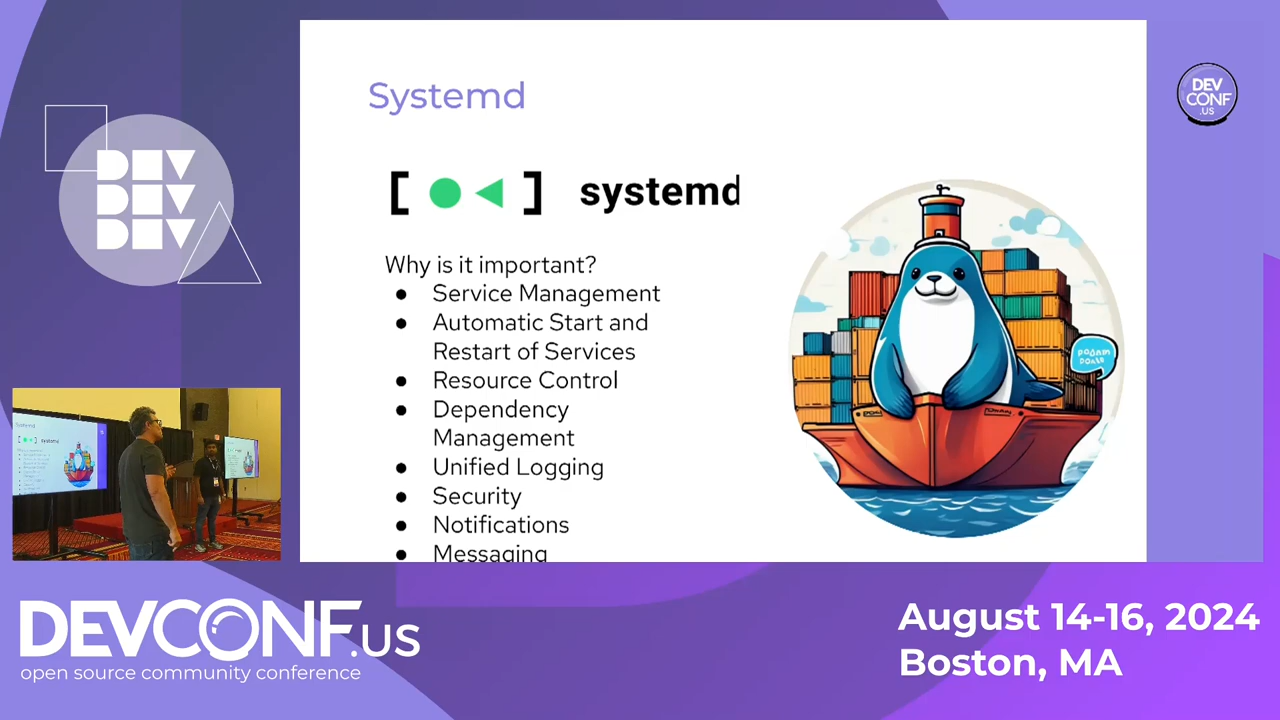 Systemd
[ ] systemd
Why is it important?
● Service Management
● Automatic Start and
Restart of Services
● Resource Control
● Dependency
Management
● Unified Logging
● Security
● Notifications
● Messaging
DEV
CONF
.US
DEV
DEV
DEV
Systemd
systemd
DEVCONF.US
open source community conference
August 14-16, 2024
Boston, MA